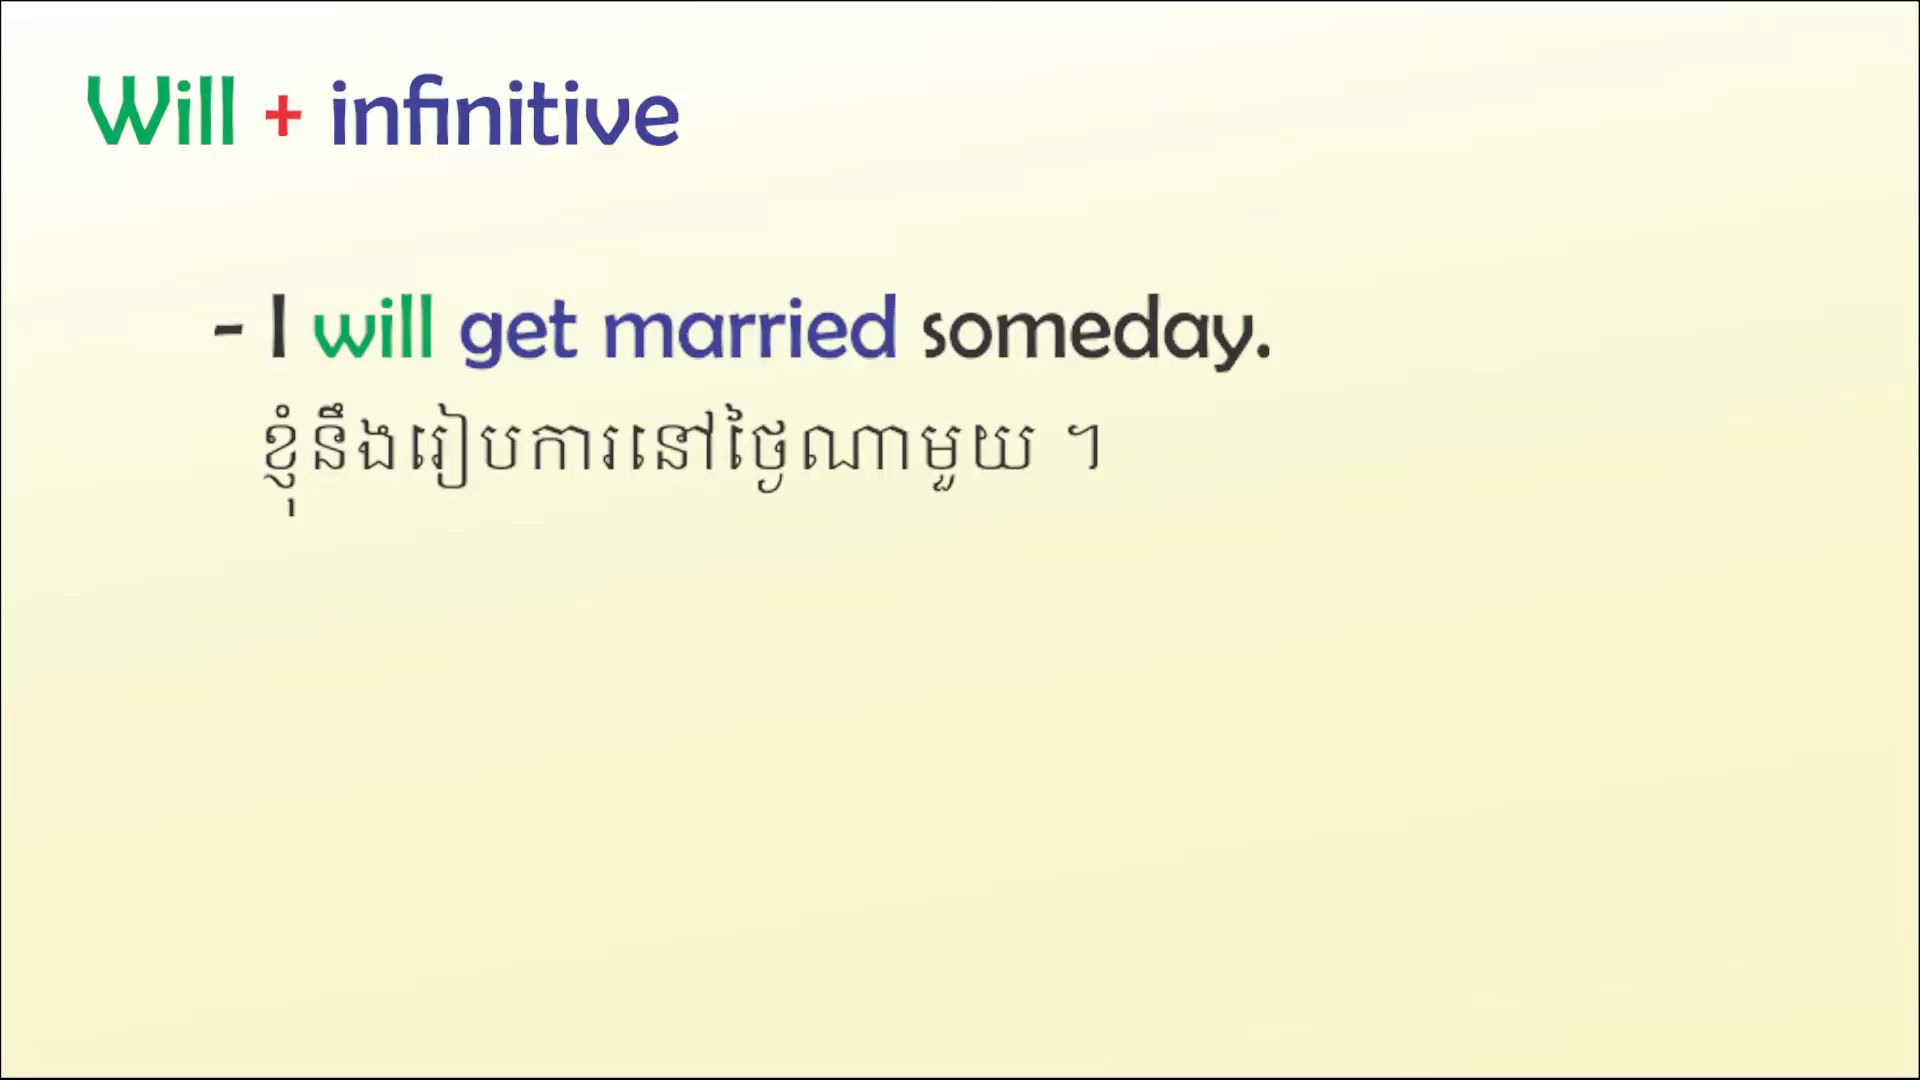 Will + infinitive
- I will get married someday.
ខ្ញុំនឹងរៀបការនៅថ្ងៃណាមួយ ។